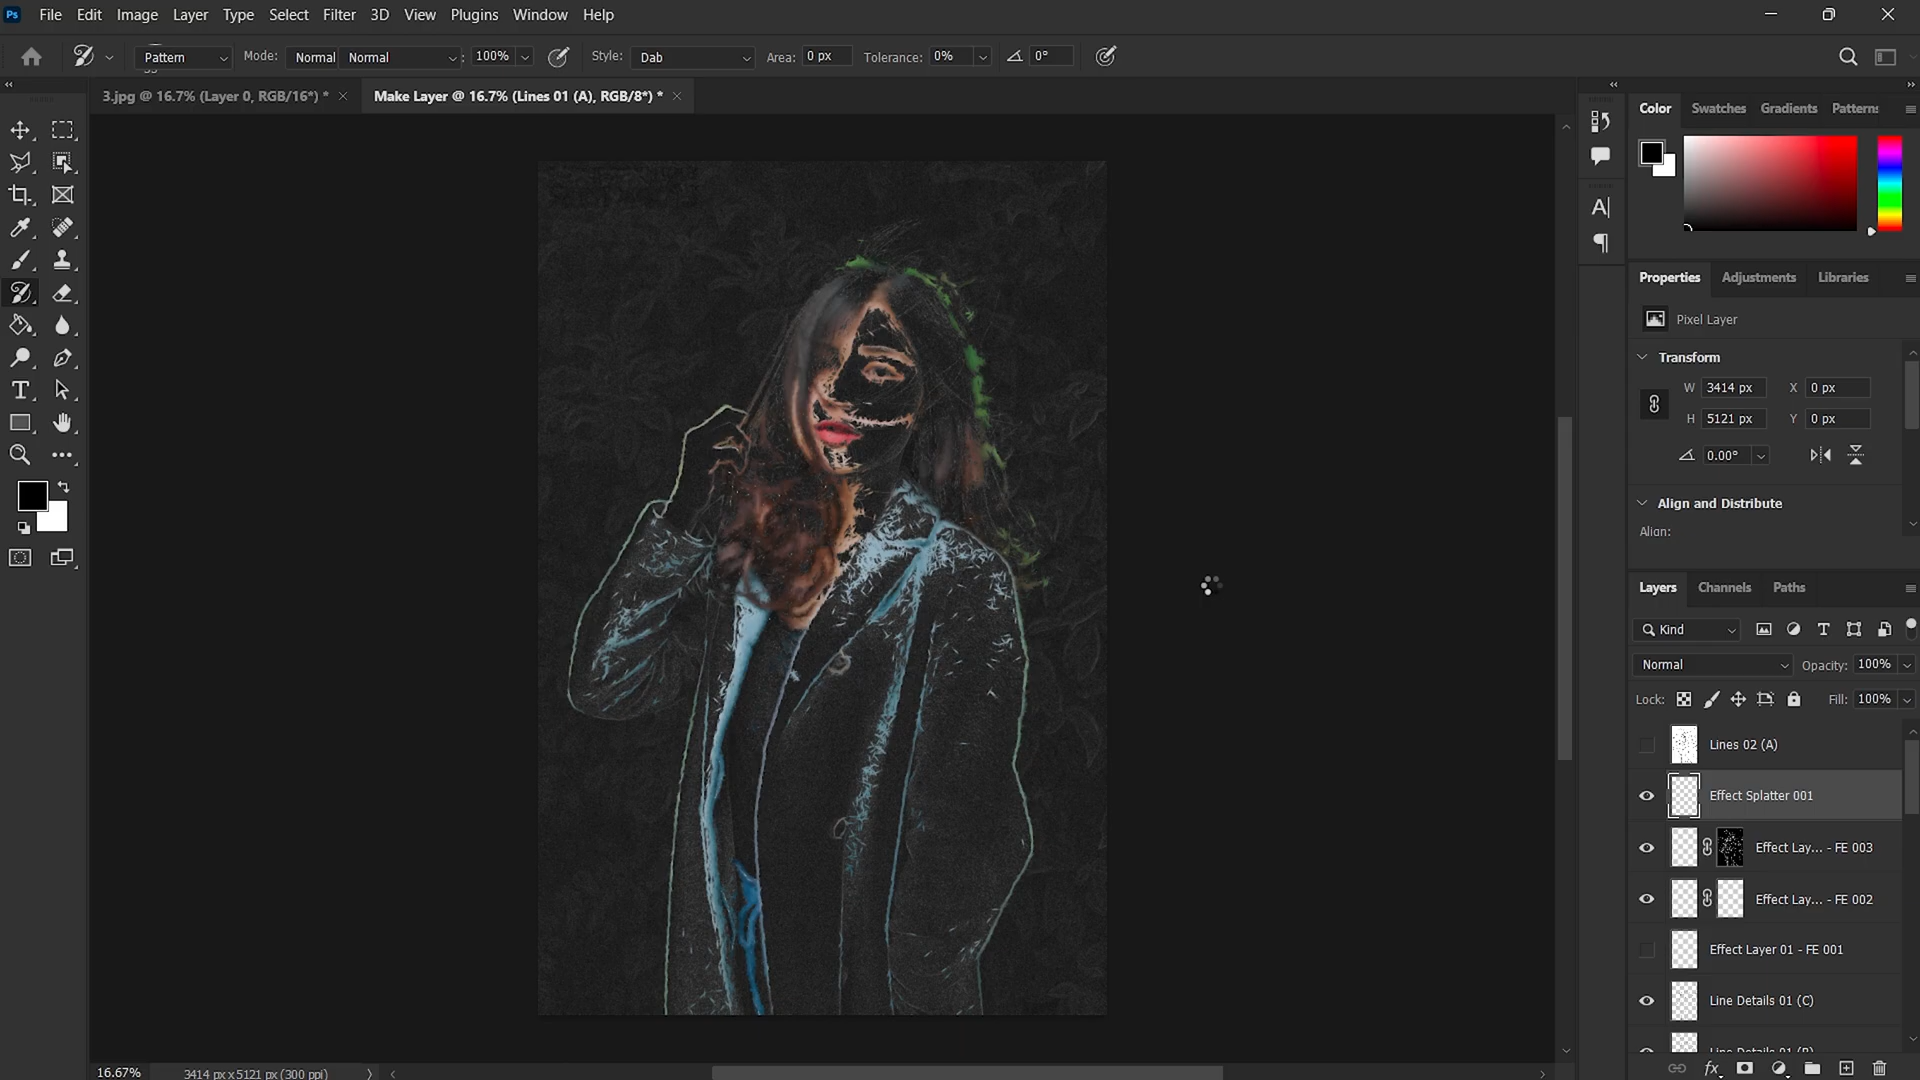 Ps File Edit Image Layer Type Select Filter 3D View Plugins Window Help
Pattern Mode: Normal Normal : 100% Style: Dab Area: 0 px Tolerance: 0% 0°
3.jpg @ 16.7% (Layer 0, RGB/16*) * Make Layer @ 16.7% (Lines 01 (A), RGB/8*) *
Color Swatches Gradients Patterns
Properties Adjustments Libraries
Pixel Layer
Transform
W 3414 px X 0 px
H 5121 px Y 0 px
0.00°
Align and Distribute
Align:
Layers Channels Paths
Kind
Normal Opacity: 100%
Lock: Fill: 100%
Lines 02 (A)
Effect Splatter 001
Effect Lay... - FE 003
Effect Lay... - FE 002
Effect Layer 01 - FE 001
Line Details 01 (C)
Line Details 01 (B)
16.67% 3414 px x 5121 px (300 ppi)